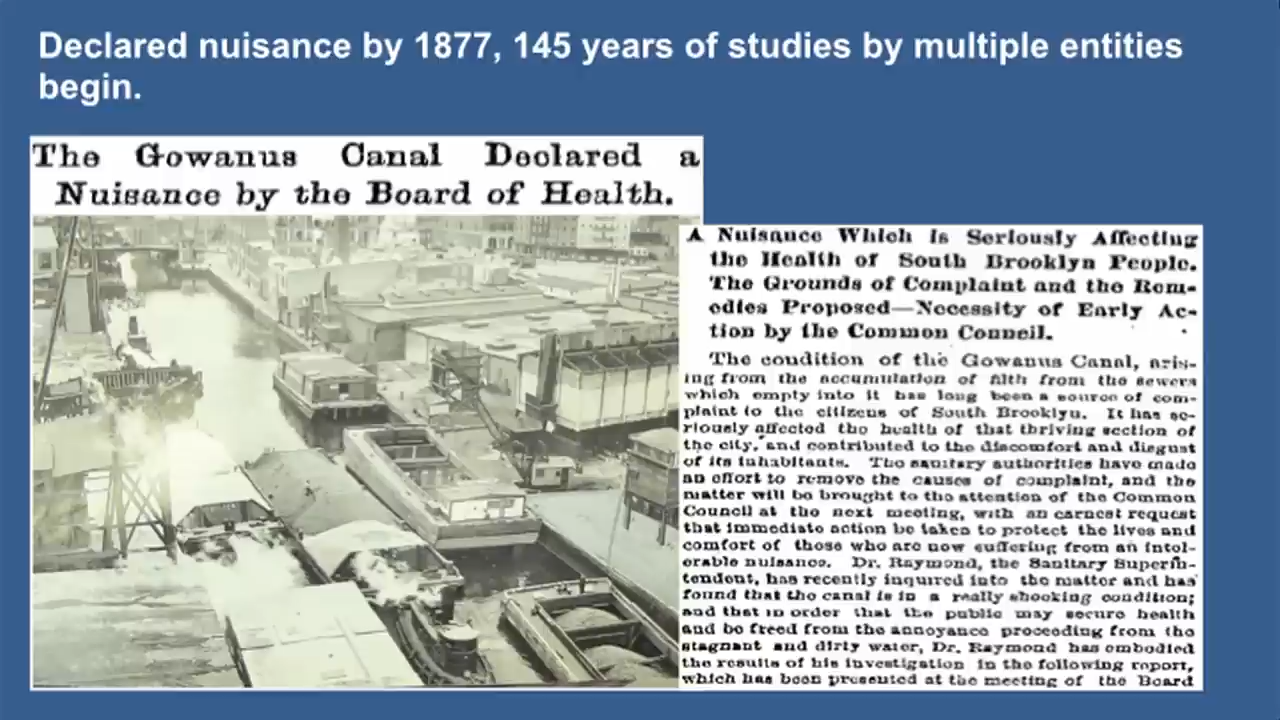 Declared nuisance by 1877, 145 years of studies by multiple entities
begin.
The Gowanus Canal Declared a
Nuisance by the Board of Health.
A Nuisance Which is Seriously Affecting
the Health of South Brooklyn People.
The Grounds of Complaint and the Rem-
edies Proposed—Necessity of Early Ac-
tion by the Common Council.
The condition of the Gowanus Canal, aris-
ing from the accumulation of filth from the sewers
which empty into it has long been a source of com-
plaint to the citizens of South Brooklyn. It has se-
riously affected the health of that thriving section of
the city, and contributed to the discomfort and disgust
of its inhabitants. The sanitary authorities have made
an effort to remove the causes of complaint, and the
matter will be brought to the attention of the Common
Council at the next meeting, with an earnest request
that immediate action be taken to protect the lives and
comfort of those who are now suffering from an intol-
erable nuisance. Dr. Raymond, the Sanitary Superin-
tendent, has recently inquired into the matter and has
found that the canal is in a really shocking condition;
and that in order that the public may secure health
and be freed from the annoyance proceeding from the
stagnant and dirty water, Dr. Raymond has embodied
the results of his investigation in the following report,
which has been presented at the meeting of the Board